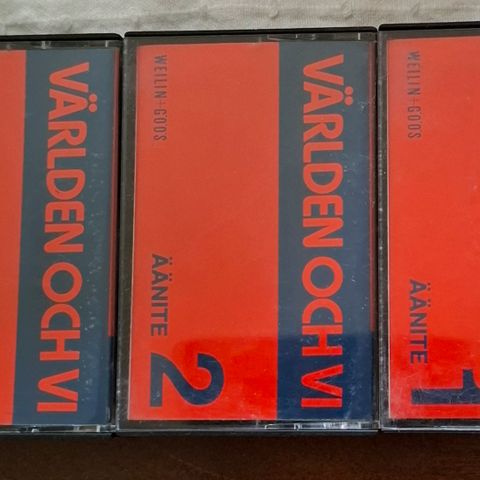 VÄRLDEN OCH VI
VÄRLDEN OCH VI
WEILIN+GÖÖS
ÄÄNITE 2
WEILIN+GÖÖS
ÄÄNITE 1